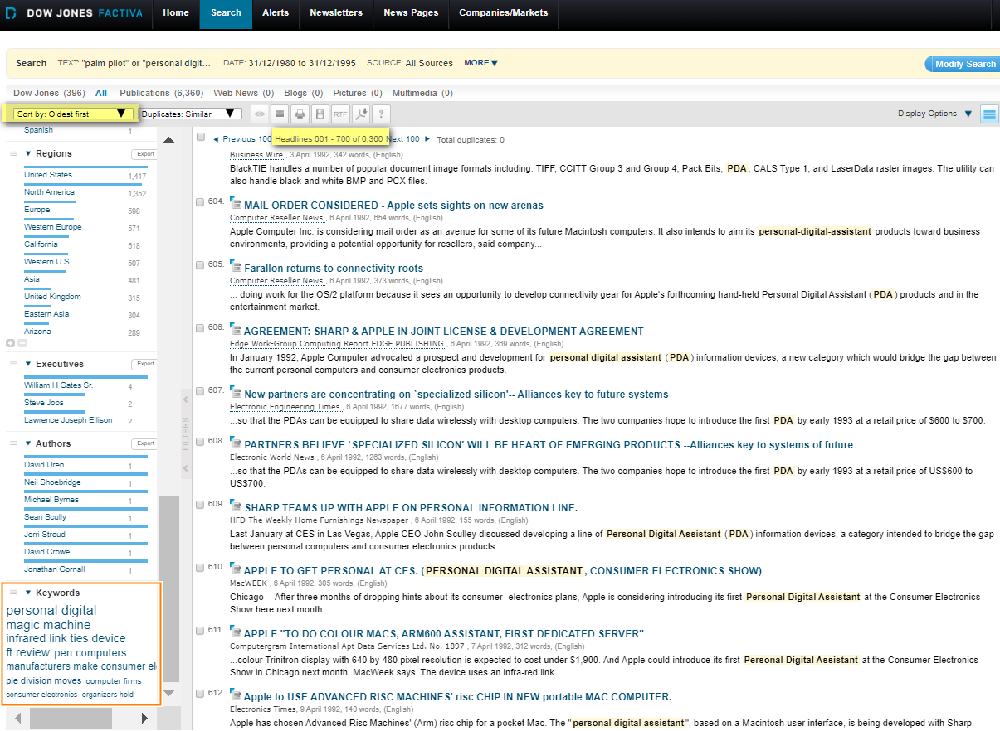 DOW JONES FACTIVA
Home
Search
Alerts
Newsletters
News Pages
Companies/Markets
Search TEXT: "palm pilot" or "personal digit... DATE: 31/12/1980 to 31/12/1995 SOURCE: All Sources MORE▼
Modify Search
Dow Jones (396) All Publications (6,360) Web News (0) Blogs (0) Pictures (0) Multimedia (0)
Sort by: Oldest first ▼ Duplicates: Similar ▼ RTF ? Display Options ▼
Spanish 1
▼ Regions Export
United States 1,417
North America 1,352
Europe 598
Western Europe 571
California 518
Western U.S. 507
Asia 481
United Kingdom 315
Eastern Asia 304
Arizona 289
▼ Executives Export
William H Gates Sr. 4
Steve Jobs 2
Lawrence Joseph Ellison 2
▼ Authors Export
David Uren 1
Neil Shoebridge 1
Michael Byrnes 1
Sean Scully 1
Jerri Stroud 1
David Crowe 1
Jonathan Gornall 1
▼ Keywords
personal digital
magic machine
infrared link ties device
ft review pen computers
manufacturers make consumer el
pie division moves computer firms
consumer electronics organizers hold
FILTERS
◄ Previous 100 Headlines 601 - 700 of 6,360 Next 100 ► Total duplicates: 0
Business Wire , 3 April 1992, 342 words, (English)
BlackTIE handles a number of popular document image formats including: TIFF, CCITT Group 3 and Group 4, Pack Bits, PDA, CALS Type 1, and LaserData raster images. The utility can
also handle black and white BMP and PCX files.
604. MAIL ORDER CONSIDERED - Apple sets sights on new arenas
Computer Reseller News , 6 April 1992, 654 words, (English)
Apple Computer Inc. is considering mail order as an avenue for some of its future Macintosh computers. It also intends to aim its personal-digital-assistant products toward business
environments, providing a potential opportunity for resellers, said company...
605. Farallon returns to connectivity roots
Computer Reseller News , 6 April 1992, 373 words, (English)
... doing work for the OS/2 platform because it sees an opportunity to develop connectivity gear for Apple's forthcoming hand-held Personal Digital Assistant (PDA) products and in the
entertainment market.
606. AGREEMENT: SHARP & APPLE IN JOINT LICENSE & DEVELOPMENT AGREEMENT
Edge Work-Group Computing Report EDGE PUBLISHING , 6 April 1992, 369 words, (English)
In January 1992, Apple Computer advocated a prospect and development for personal digital assistant (PDA) information devices, a new category which would bridge the gap between
the current personal computers and consumer electronics products.
607. New partners are concentrating on `specialized silicon'-- Alliances key to future systems
Electronic Engineering Times , 6 April 1992, 1677 words, (English)
...so that the PDAs can be equipped to share data wirelessly with desktop computers. The two companies hope to introduce the first PDA by early 1993 at a retail price of $600 to $700.
608. PARTNERS BELIEVE `SPECIALIZED SILICON' WILL BE HEART OF EMERGING PRODUCTS --Alliances key to systems of future
Electronic World News , 6 April 1992, 1263 words, (English)
...so that the PDAs can be equipped to share data wirelessly with desktop computers. The two companies hope to introduce the first PDA by early 1993 at a retail price of US$600 to
US$700.
609. SHARP TEAMS UP WITH APPLE ON PERSONAL INFORMATION LINE.
HFD-The Weekly Home Furnishings Newspaper , 6 April 1992, 155 words, (English)
Last January at CES in Las Vegas, Apple CEO John Sculley discussed developing a line of Personal Digital Assistant (PDA) information devices, a category intended to bridge the gap
between personal computers and consumer electronics products.
610. APPLE TO GET PERSONAL AT CES. (PERSONAL DIGITAL ASSISTANT, CONSUMER ELECTRONICS SHOW)
MacWEEK , 6 April 1992, 305 words, (English)
Chicago -- After three months of dropping hints about its consumer- electronics plans, Apple is considering introducing its first Personal Digital Assistant at the Consumer Electronics
Show here next month.
611. APPLE "TO DO COLOUR MACS, ARM600 ASSISTANT, FIRST DEDICATED SERVER"
Computergram International Apt Data Services Ltd. No. 1897 , 7 April 1992, 312 words, (English)
...colour Trinitron display with 640 by 480 pixel resolution is expected to cost under $1,900. And Apple could introduce its first Personal Digital Assistant at the Consumer Electronics
Show in Chicago next month, MacWeek says. The device uses an infra-red link...
612. Apple to USE ADVANCED RISC MACHINES' risc CHIP IN NEW portable MAC COMPUTER.
Electronics Times, 9 April 1992, 140 words, (English)
Apple has chosen Advanced Risc Machines' (Arm) risc chip for a pocket Mac. The "personal digital assistant", based on a Macintosh user interface, is being developed with Sharp.